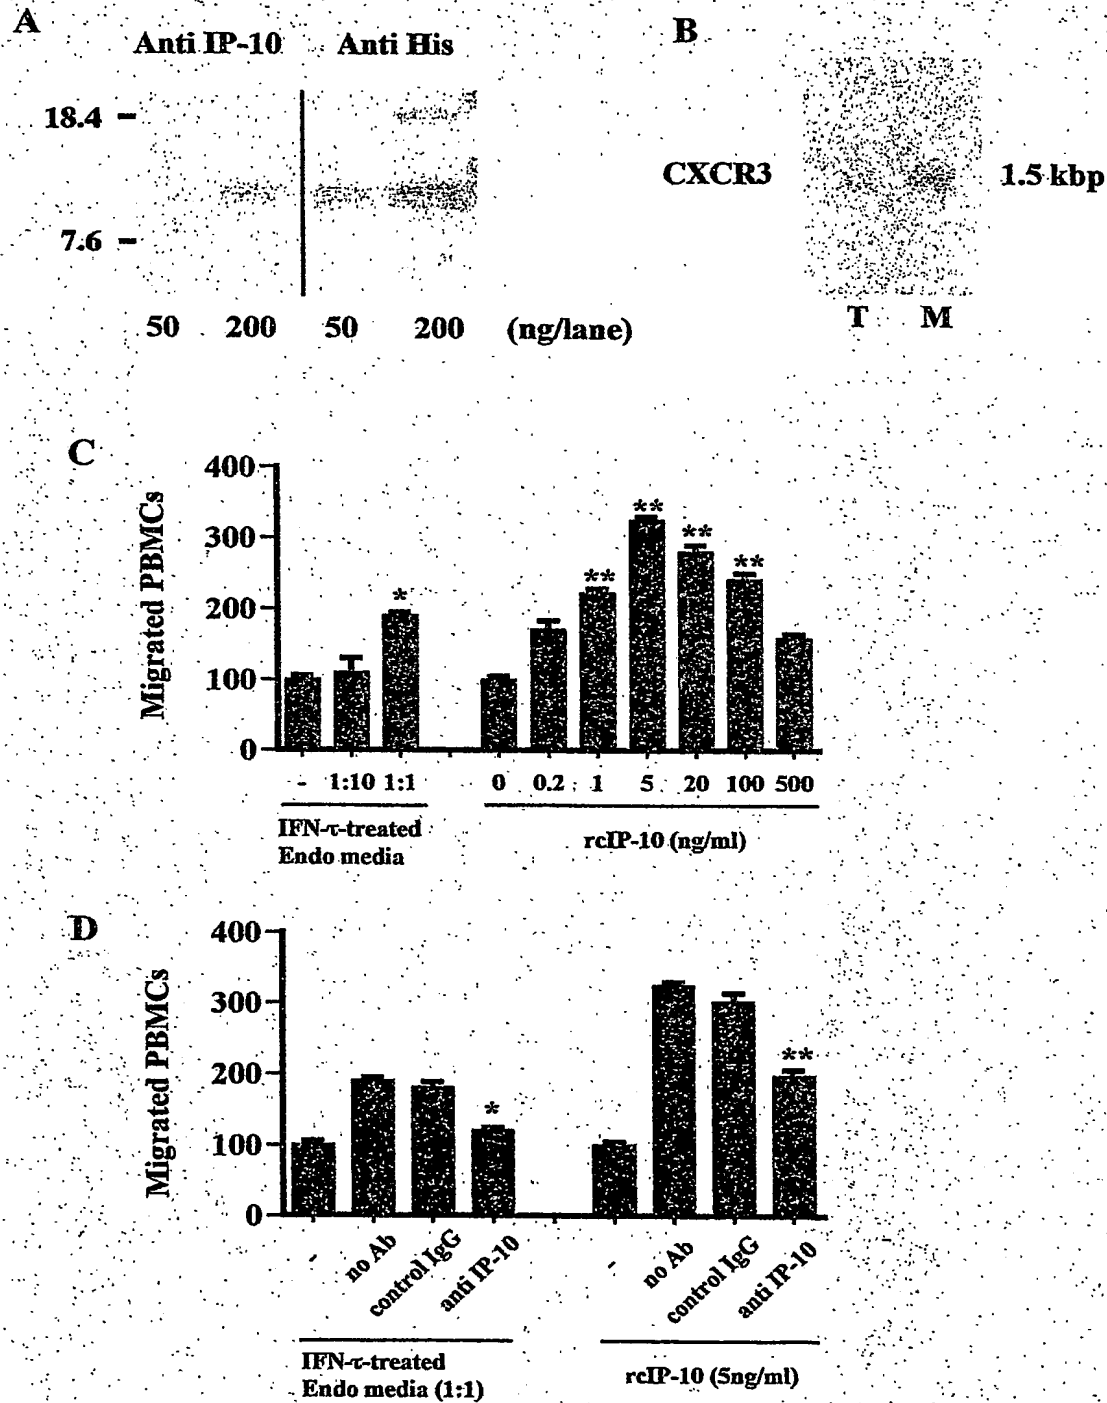 A
Anti IP-10 Anti His
18.4
7.6
50 200 50 200 (ng/lane)
B
CXCR3 1.5 kbp
T M
C
Migrated PBMCs
400
300
200
100
0
* ** ** ** **
- 1:10 1:1 0 0.2 1 5 20 100 500
IFN-τ-treated
Endo media
rcIP-10 (ng/ml)
D
Migrated PBMCs
400
300
200
100
0
* **
- no Ab control IgG anti IP-10 - no Ab control IgG anti IP-10
IFN-τ-treated
Endo media (1:1)
rcIP-10 (5ng/ml)